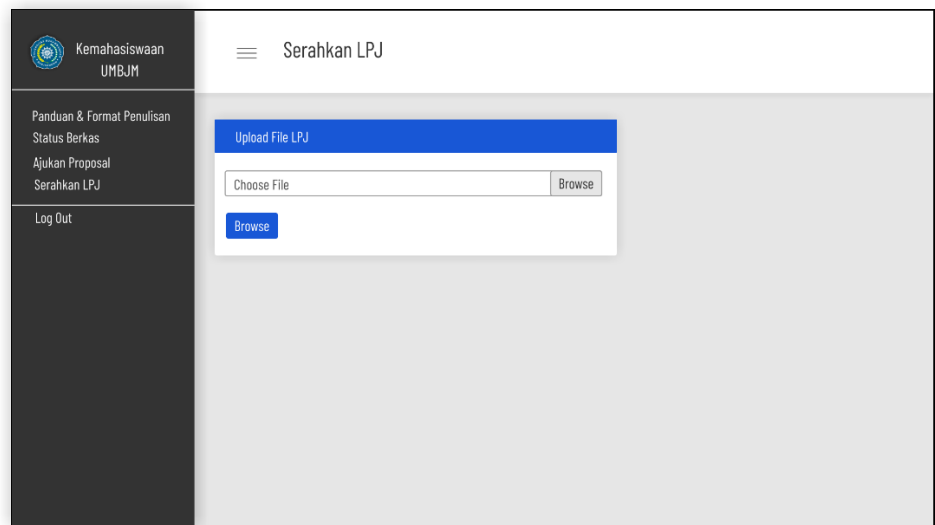 Kemahasiswaan
UMBJM
Panduan & Format Penulisan
Status Berkas
Ajukan Proposal
Serahkan LPJ
Log Out
Serahkan LPJ
Upload File LPJ
Choose File
Browse
Browse